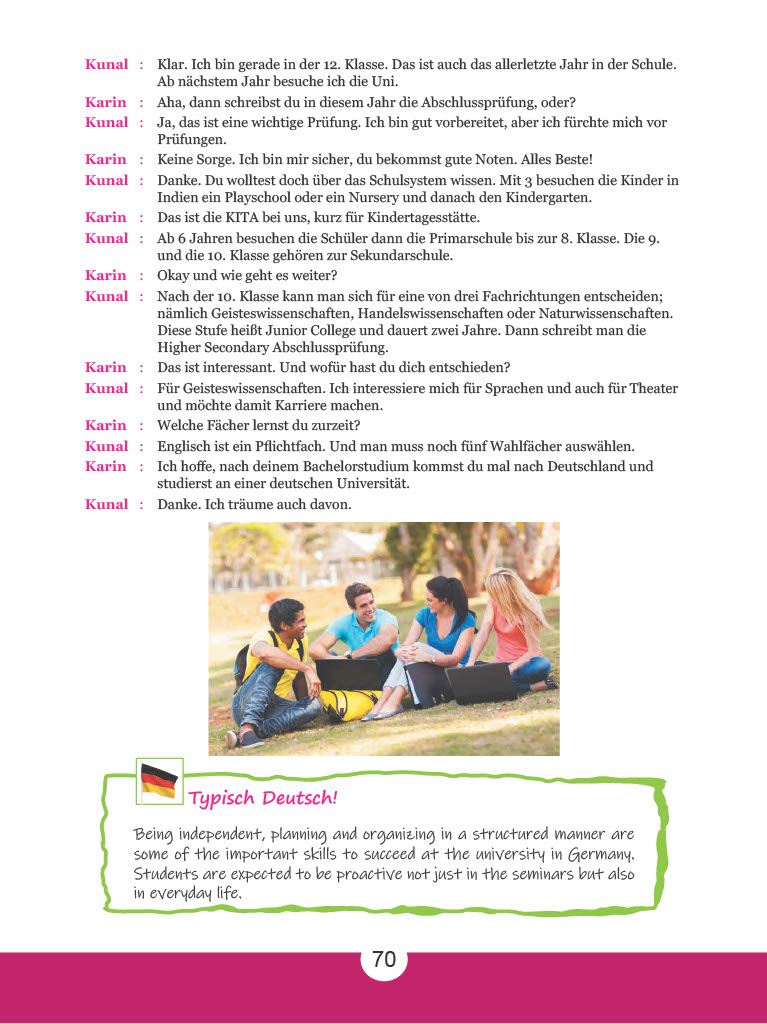 Kunal : Klar. Ich bin gerade in der 12. Klasse. Das ist auch das allerletzte Jahr in der Schule.
Ab nächstem Jahr besuche ich die Uni.
Karin : Aha, dann schreibst du in diesem Jahr die Abschlussprüfung, oder?
Kunal : Ja, das ist eine wichtige Prüfung. Ich bin gut vorbereitet, aber ich fürchte mich vor
Prüfungen.
Karin : Keine Sorge. Ich bin mir sicher, du bekommst gute Noten. Alles Beste!
Kunal : Danke. Du wolltest doch über das Schulsystem wissen. Mit 3 besuchen die Kinder in
Indien ein Playschool oder ein Nursery und danach den Kindergarten.
Karin : Das ist die KITA bei uns, kurz für Kindertagesstätte.
Kunal : Ab 6 Jahren besuchen die Schüler dann die Primarschule bis zur 8. Klasse. Die 9.
und die 10. Klasse gehören zur Sekundarschule.
Karin : Okay und wie geht es weiter?
Kunal : Nach der 10. Klasse kann man sich für eine von drei Fachrichtungen entscheiden;
nämlich Geisteswissenschaften, Handelswissenschaften oder Naturwissenschaften.
Diese Stufe heißt Junior College und dauert zwei Jahre. Dann schreibt man die
Higher Secondary Abschlussprüfung.
Karin : Das ist interessant. Und wofür hast du dich entschieden?
Kunal : Für Geisteswissenschaften. Ich interessiere mich für Sprachen und auch für Theater
und möchte damit Karriere machen.
Karin : Welche Fächer lernst du zurzeit?
Kunal : Englisch ist ein Pflichtfach. Und man muss noch fünf Wahlfächer auswählen.
Karin : Ich hoffe, nach deinem Bachelorstudium kommst du mal nach Deutschland und
studierst an einer deutschen Universität.
Kunal : Danke. Ich träume auch davon.
Typisch Deutsch!
Being independent, planning and organizing in a structured manner are
some of the important skills to succeed at the university in Germany.
Students are expected to be proactive not just in the seminars but also
in everyday life.
70